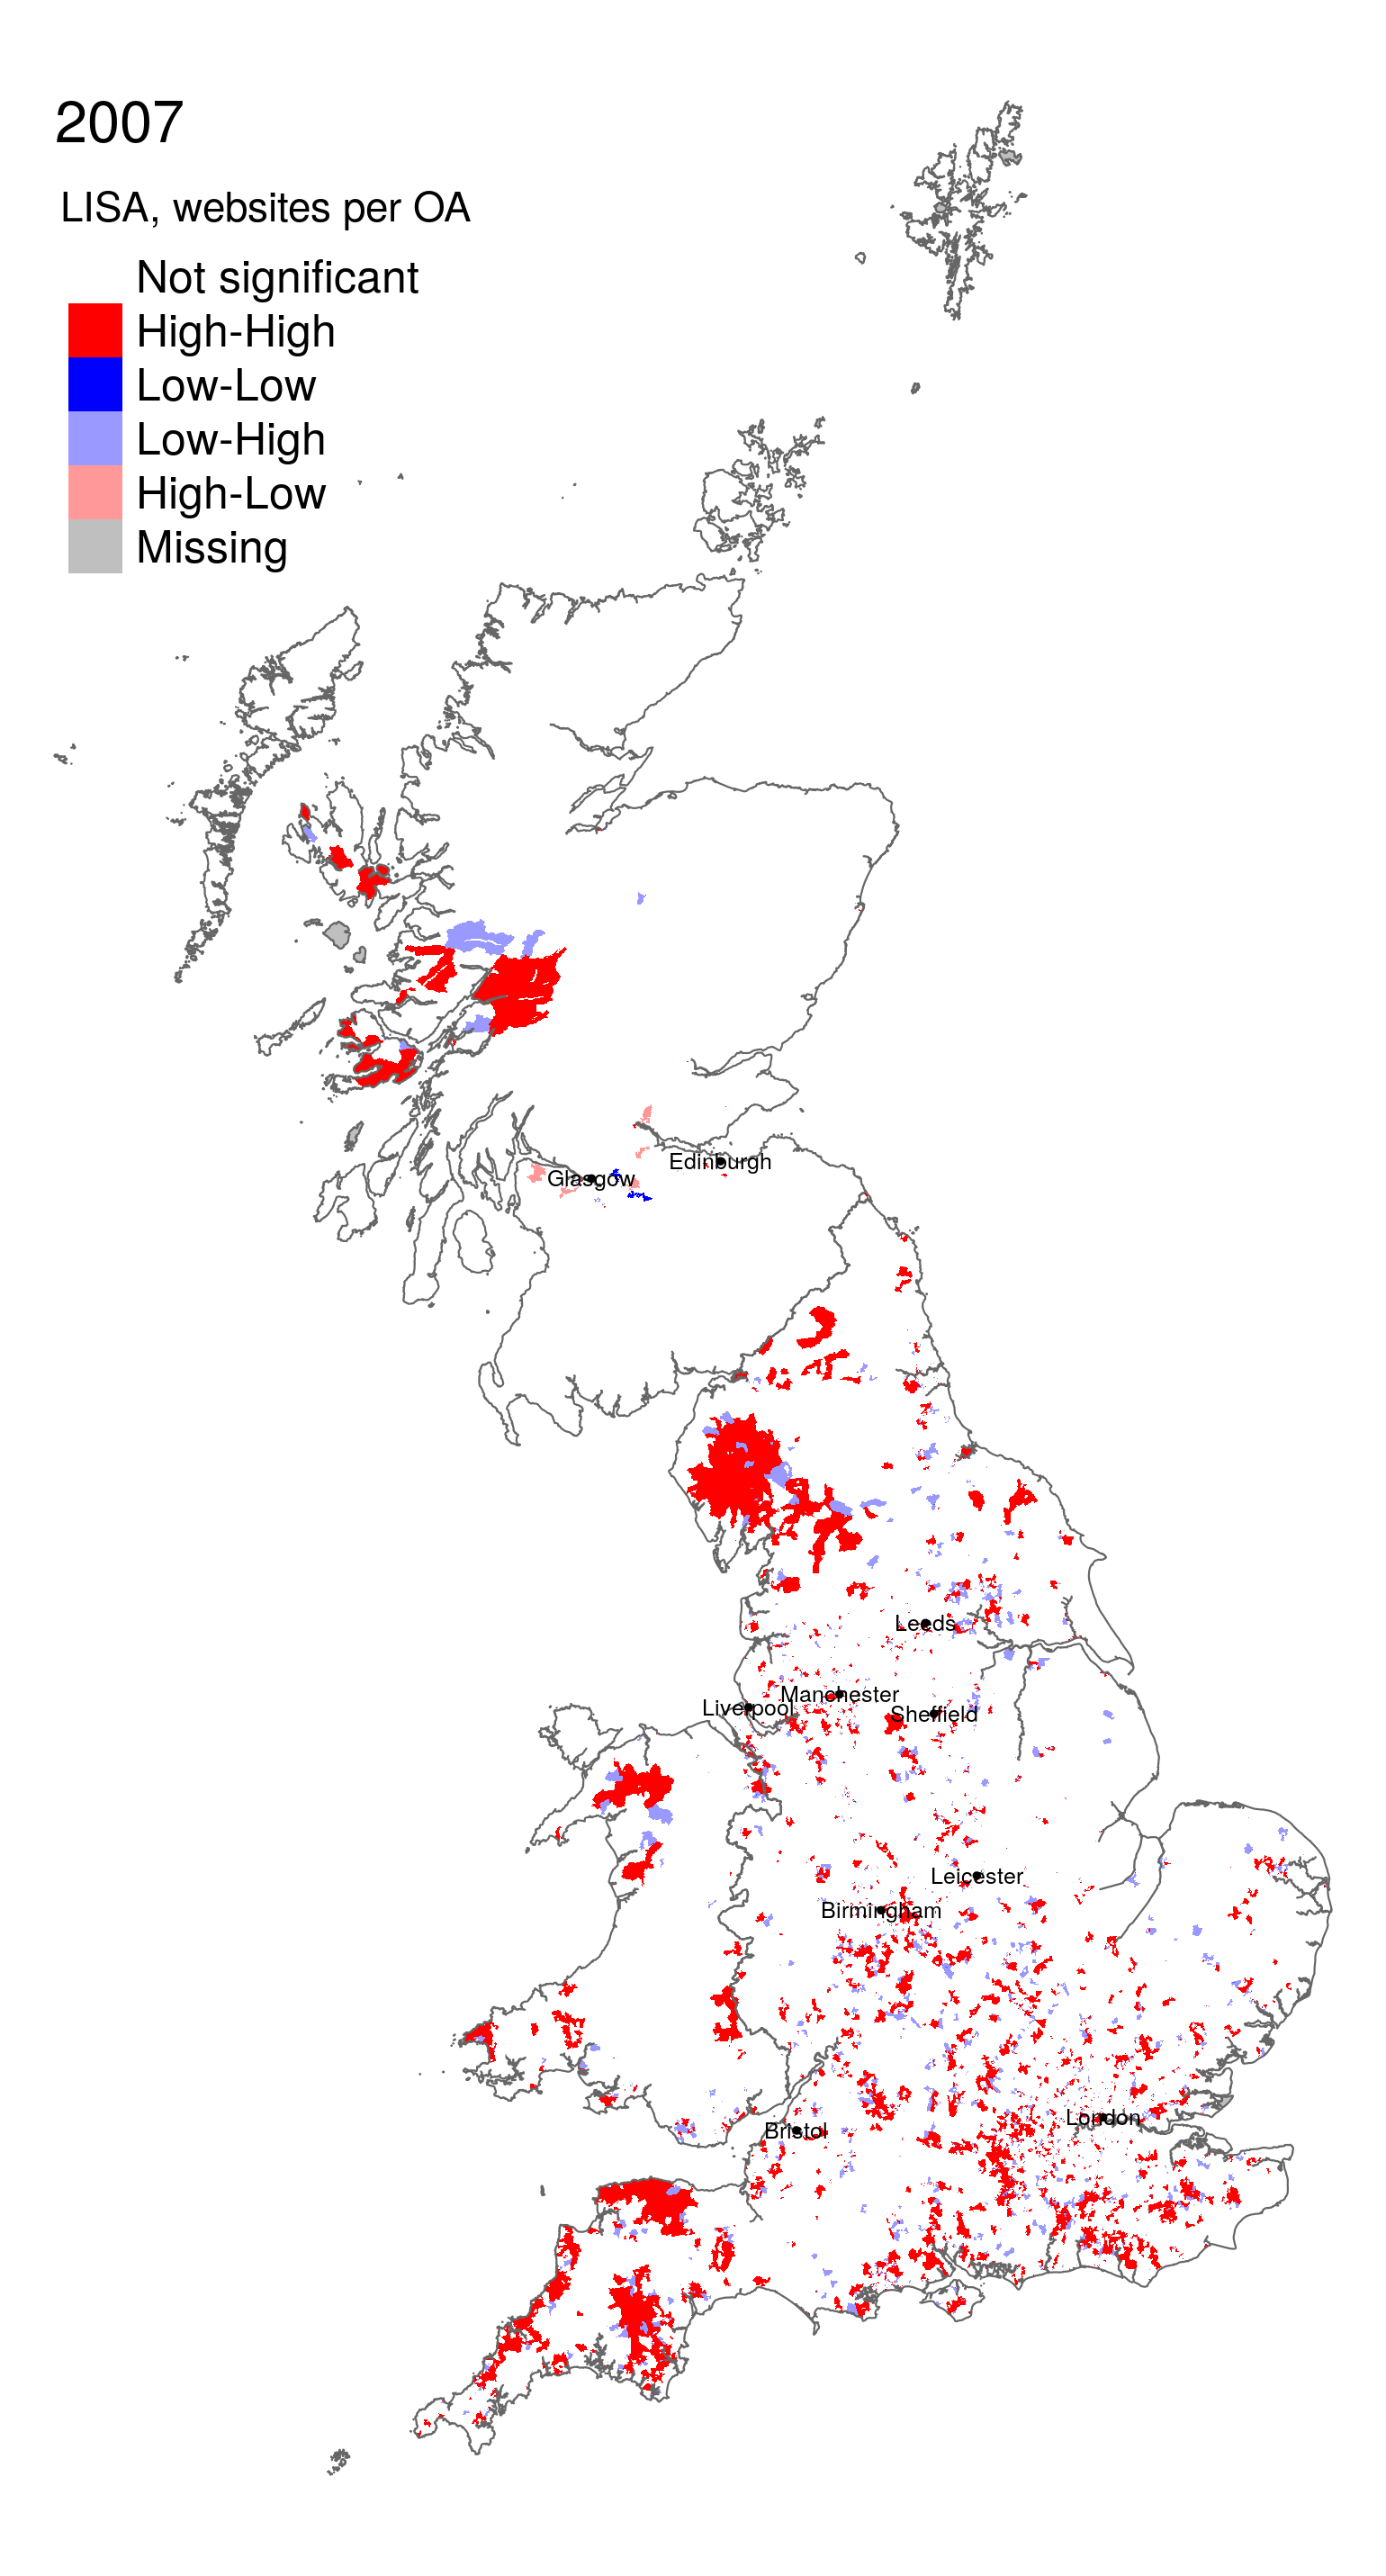 2007
LISA, websites per OA
Not significant
High-High
Low-Low
Low-High
High-Low
Missing
Edinburgh
Glasgow
Leeds
Manchester
Liverpool
Sheffield
Leicester
Birmingham
London
Bristol